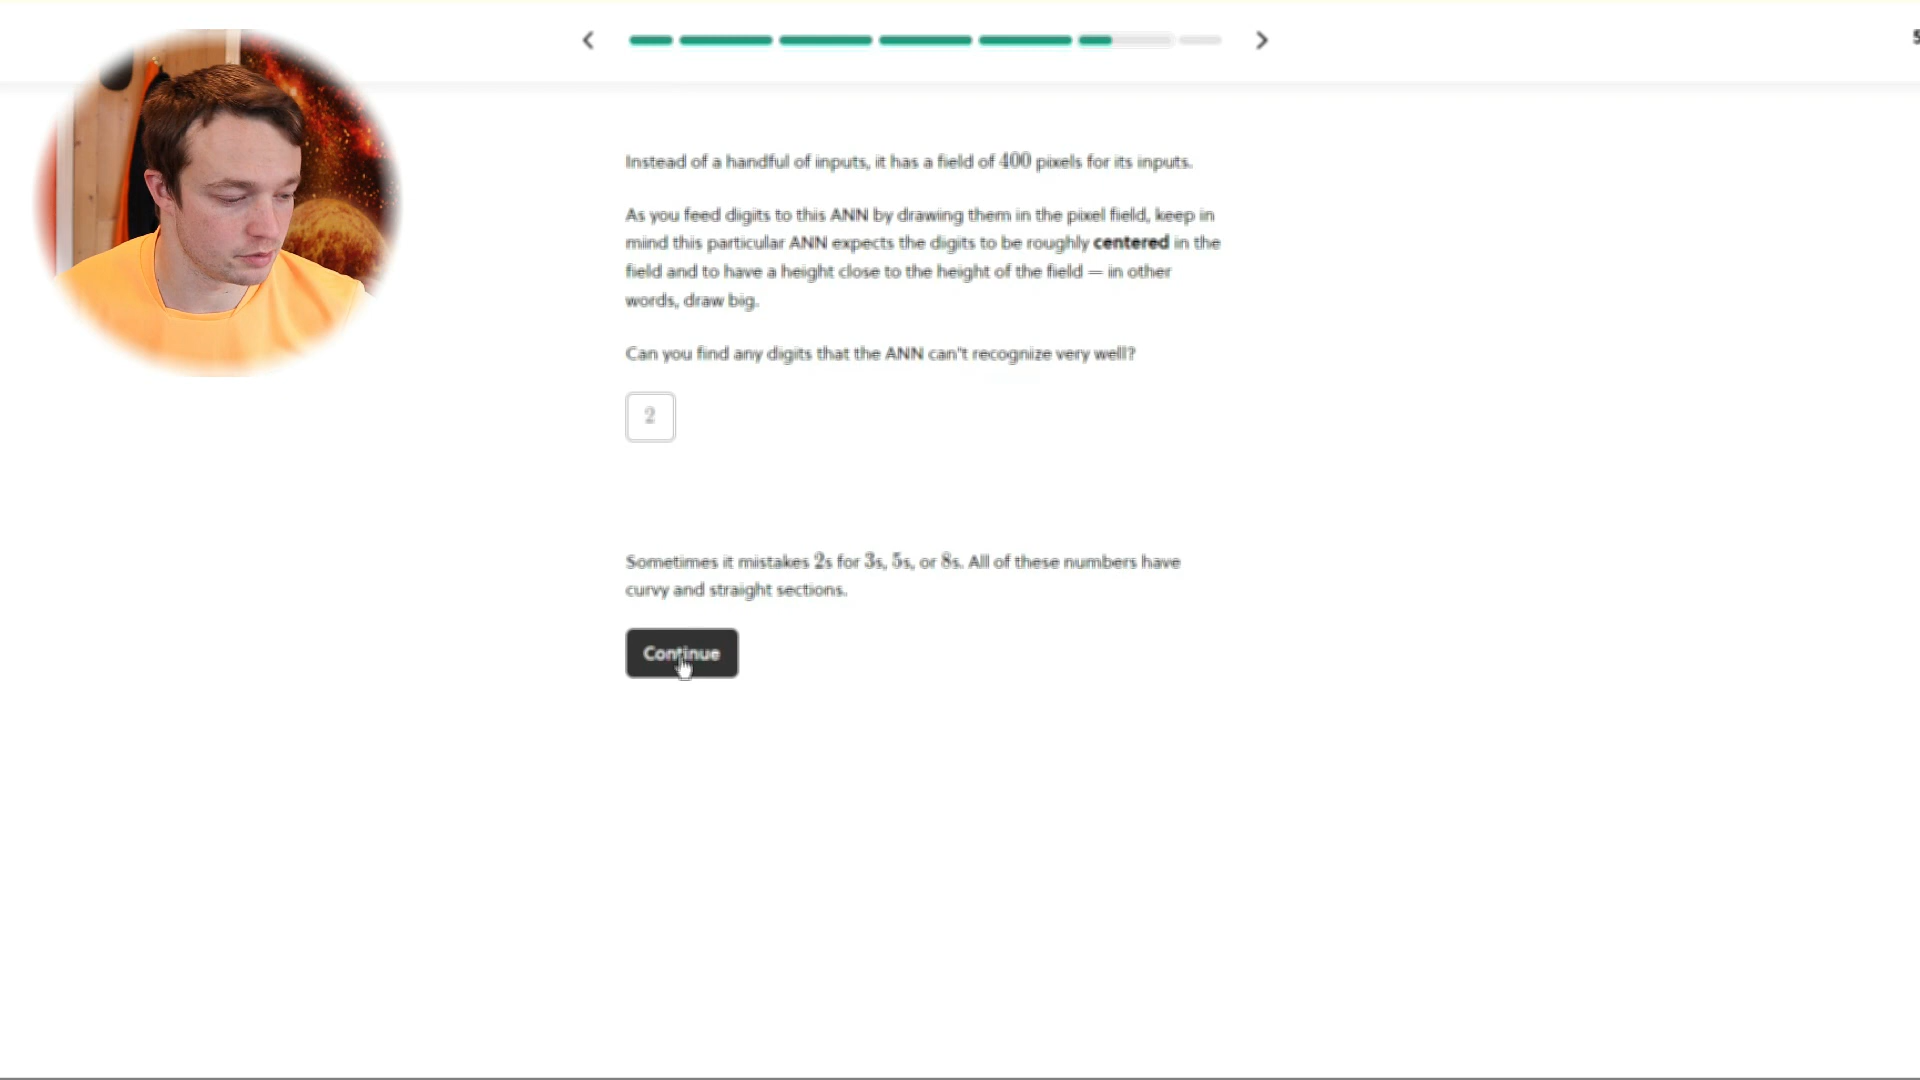 Instead of a handful of inputs, it has a field of 400 pixels for its inputs.
As you feed digits to this ANN by drawing them in the pixel field, keep in
mind this particular ANN expects the digits to be roughly centered in the
field and to have a height close to the height of the field — in other
words, draw big.
Can you find any digits that the ANN can't recognize very well?
2
Sometimes it mistakes 2s for 3s, 5s, or 8s. All of these numbers have
curvy and straight sections.
Continue